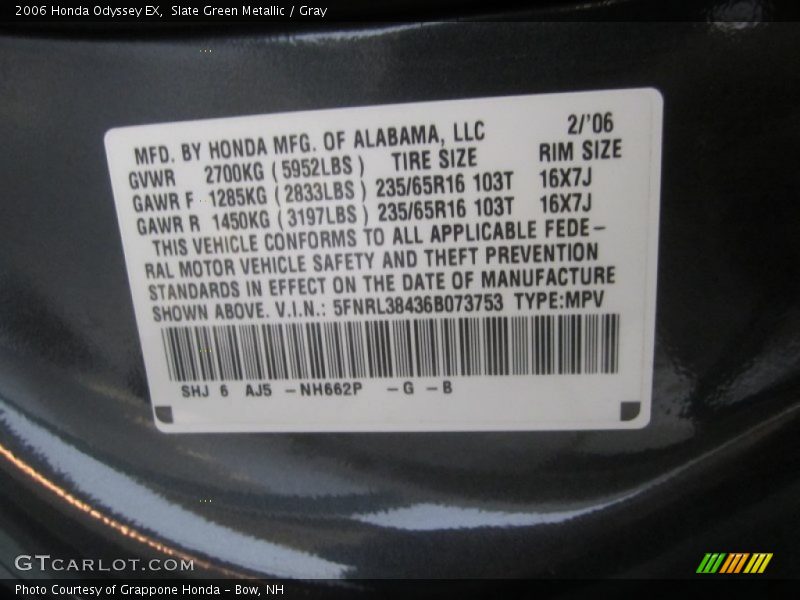 2006 Honda Odyssey EX, Slate Green Metallic / Gray
MFD. BY HONDA MFG. OF ALABAMA, LLC 2/'06
GVWR 2700KG (5952LBS) TIRE SIZE RIM SIZE
GAWR F 1285KG (2833LBS) 235/65R16 103T 16X7J
GAWR R 1450KG (3197LBS) 235/65R16 103T 16X7J
THIS VEHICLE CONFORMS TO ALL APPLICABLE FEDE-
RAL MOTOR VEHICLE SAFETY AND THEFT PREVENTION
STANDARDS IN EFFECT ON THE DATE OF MANUFACTURE
SHOWN ABOVE. V.I.N.: 5FNRL38436B073753 TYPE:MPV
SHJ 6 AJ5 -NH662P -G -B
GTCARLOT.COM
Photo Courtesy of Grappone Honda - Bow, NH